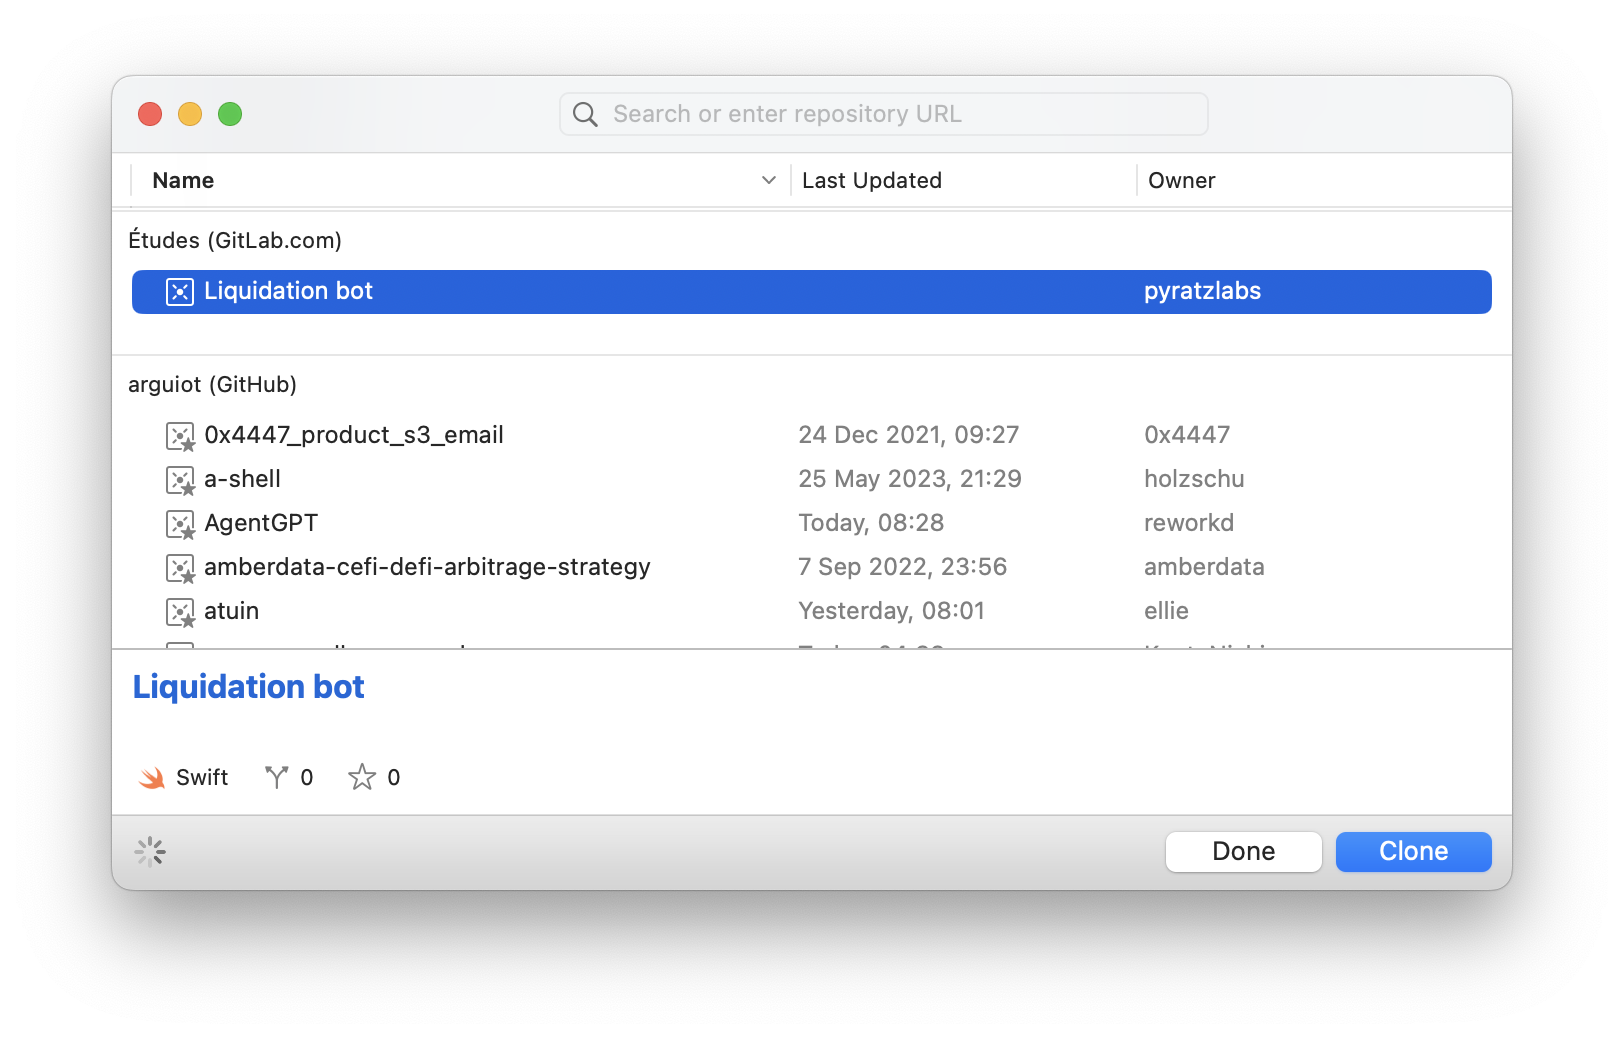 Search or enter repository URL
Name Last Updated Owner
Études (GitLab.com)
Liquidation bot pyratzlabs
arguiot (GitHub)
0x4447_product_s3_email 24 Dec 2021, 09:27 0x4447
a-shell 25 May 2023, 21:29 holzschu
AgentGPT Today, 08:28 reworkd
amberdata-cefi-defi-arbitrage-strategy 7 Sep 2022, 23:56 amberdata
atuin Yesterday, 08:01 ellie
Liquidation bot
Swift 0 0
Done Clone